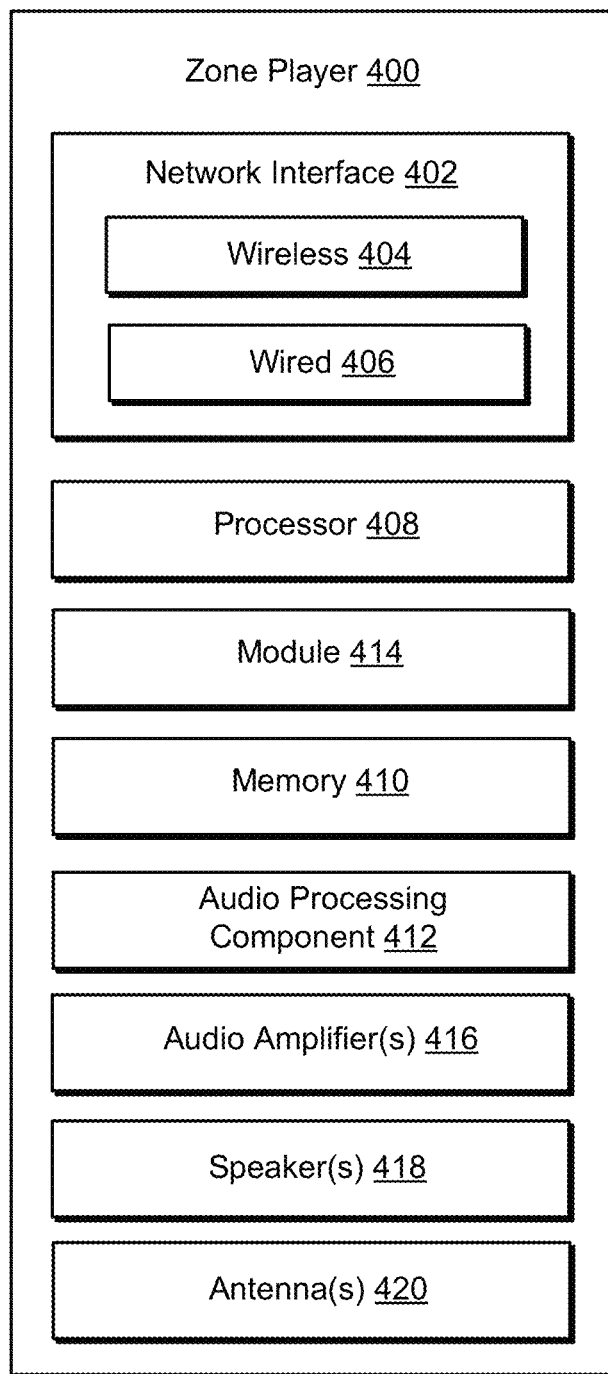 Zone Player 400
Network Interface 402
Wireless 404
Wired 406
Processor 408
Module 414
Memory 410
Audio Processing
Component 412
Audio Amplifier(s) 416
Speaker(s) 418
Antenna(s) 420